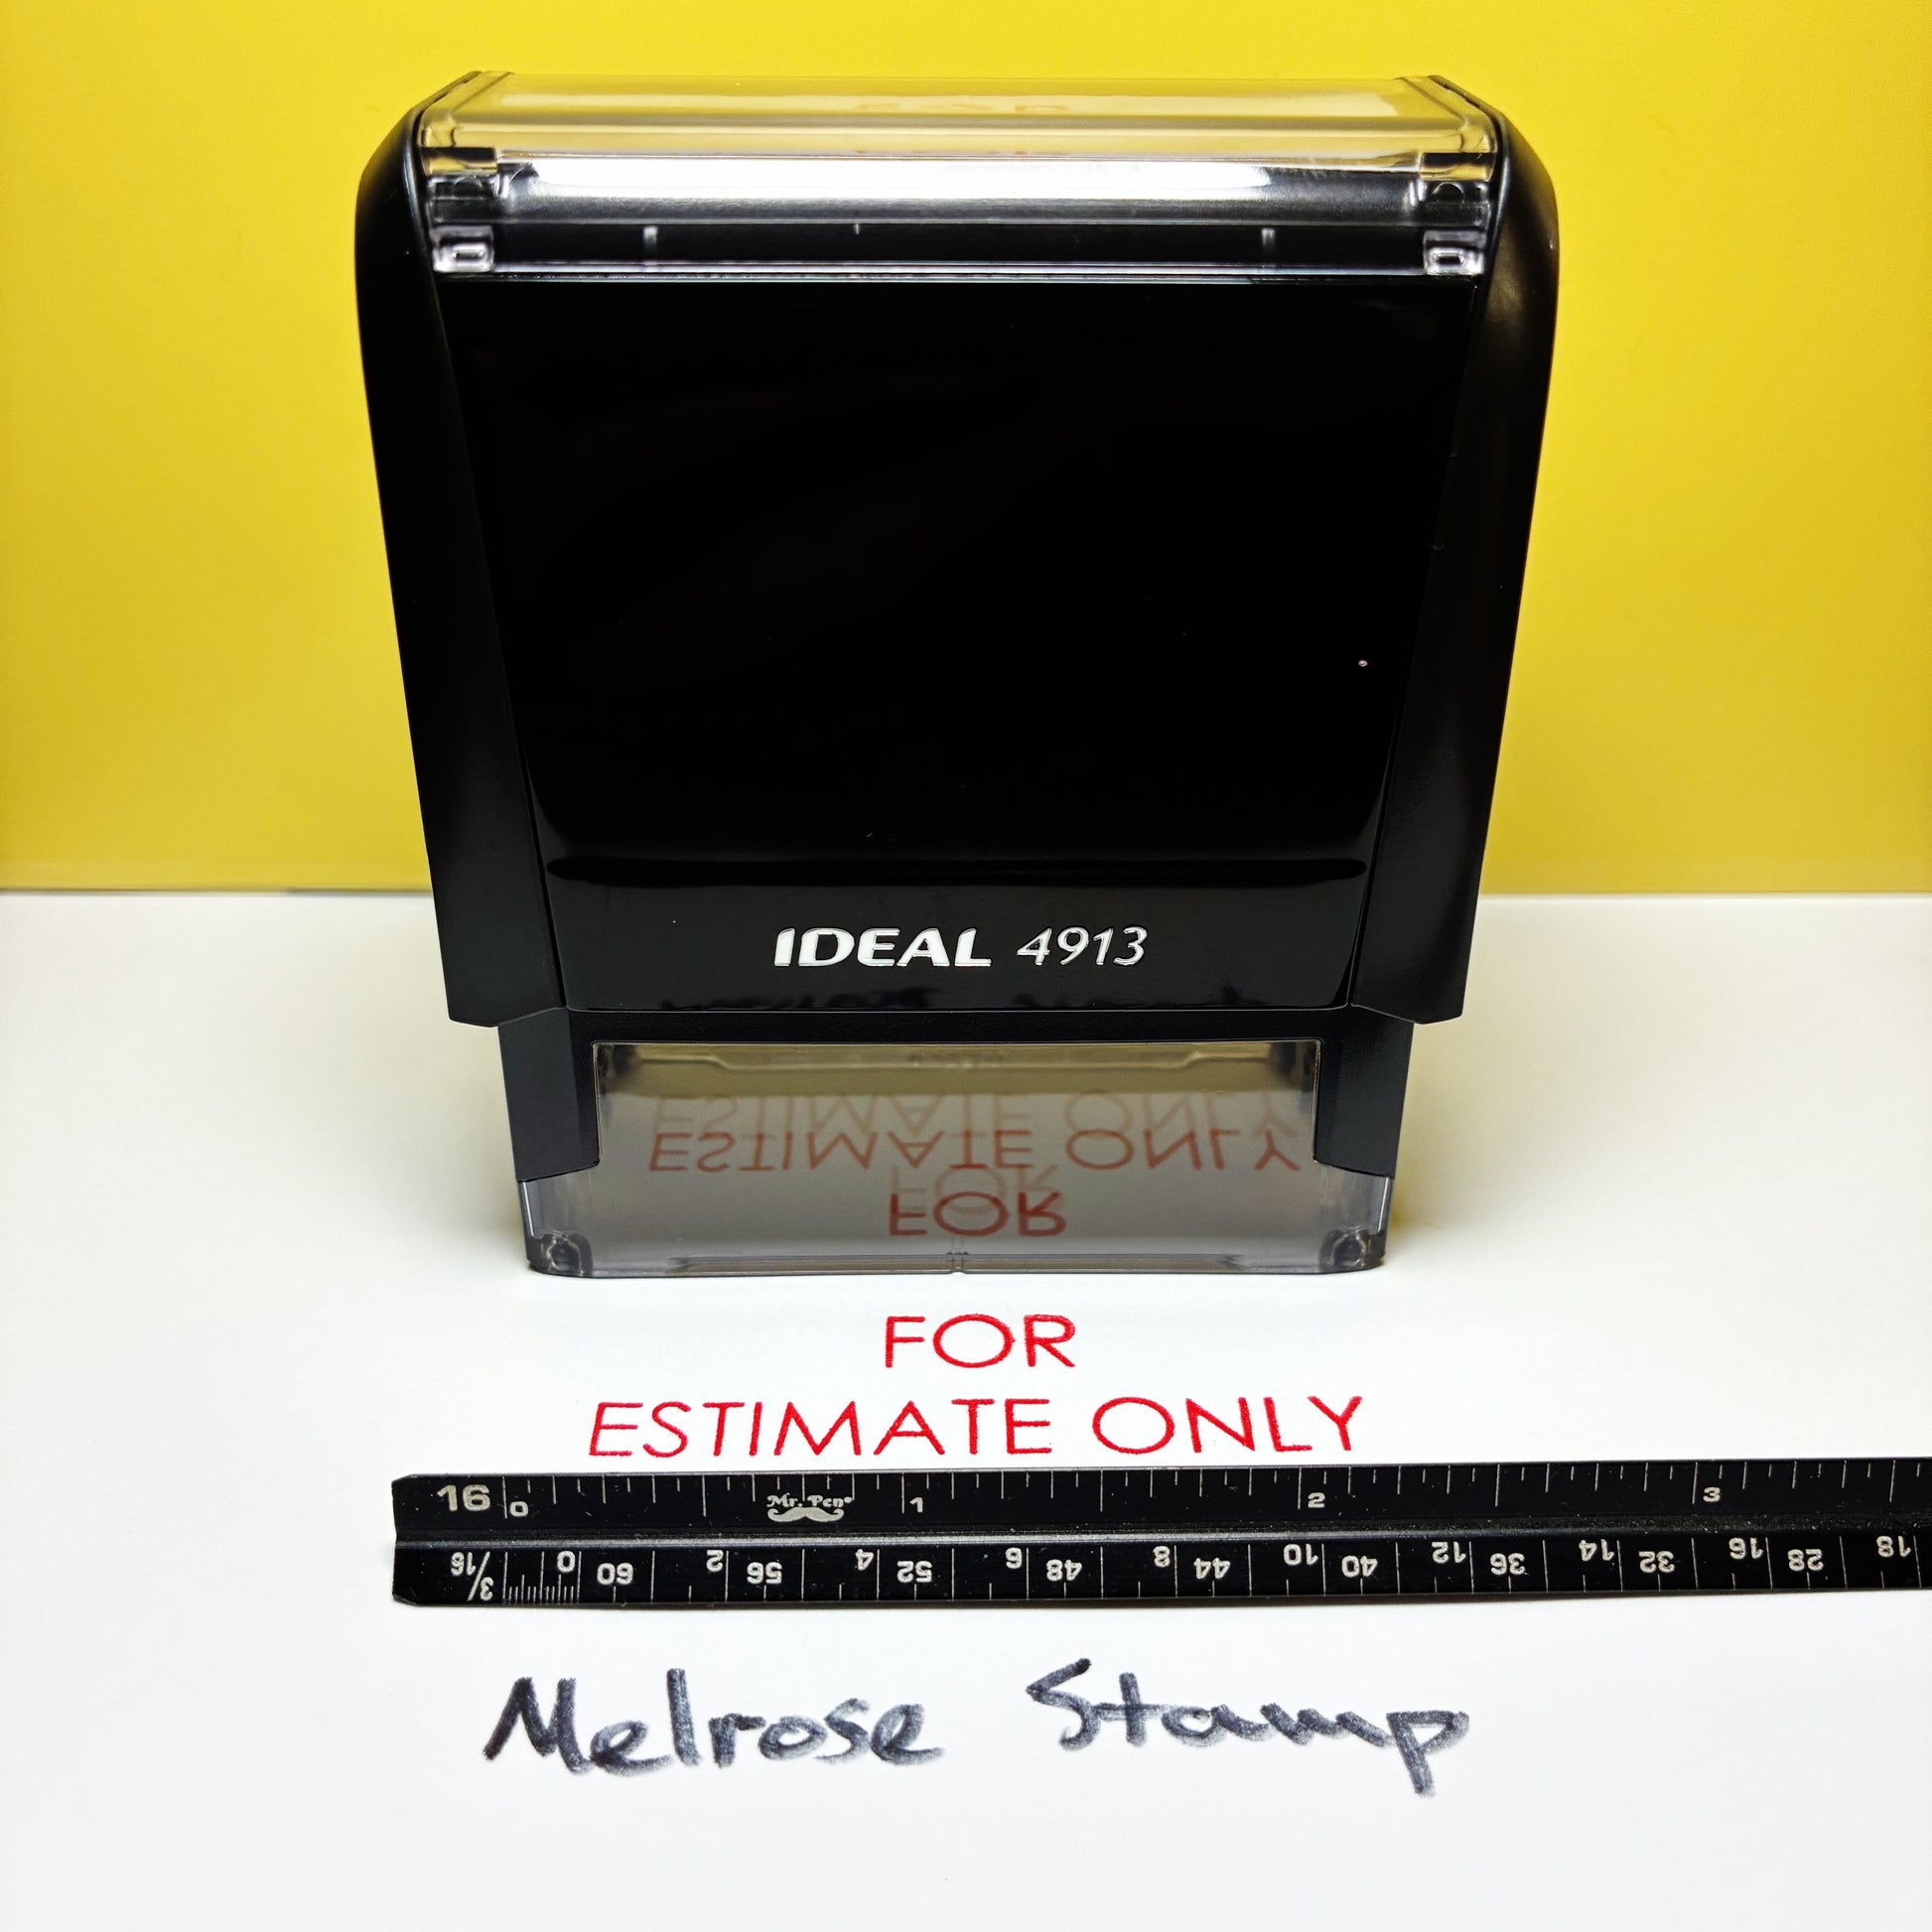 IDEAL 4913
ESTIMATE ONLY
FOR
FOR
ESTIMATE ONLY
16 0 Mr. Pen® 1 2 3
3/16 0 60 2 56 4 52 6 48 8 44 10 40 12 36 14 32 16 28 18
Melrose Stamp